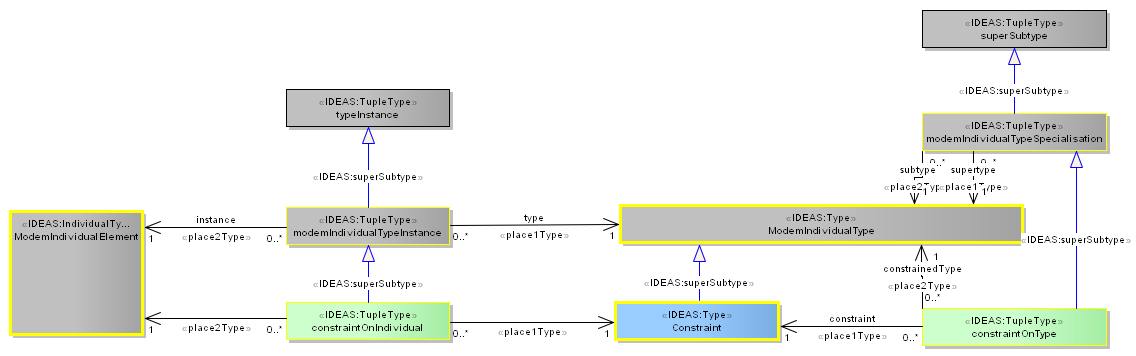 «IDEAS:TupleType»
superSubtype
«IDEAS:superSubtype»
«IDEAS:TupleType»
typeInstance
«IDEAS:TupleType»
modemIndividualTypeSpecialisation
0..*
0..*
subtype
supertype
«place2Type»
«place1Type»
1
1
«IDEAS:superSubtype»
«IDEAS:IndividualTy...
ModemIndividualElement
instance
«place2Type»
1
0..*
«IDEAS:TupleType»
modemIndividualTypeInstance
type
0..*
«place1Type»
1
«IDEAS:Type»
ModemIndividualType
«IDEAS:superSubtype»
1
constrainedType
«IDEAS:superSubtype»
«IDEAS:superSubtype»
«place2Type»
0..*
«IDEAS:TupleType»
constraintOnIndividual
1
«place2Type»
0..*
0..*
«place1Type»
1
«IDEAS:Type»
Constraint
constraint
1
«place1Type»
0..*
«IDEAS:TupleType»
constraintOnType